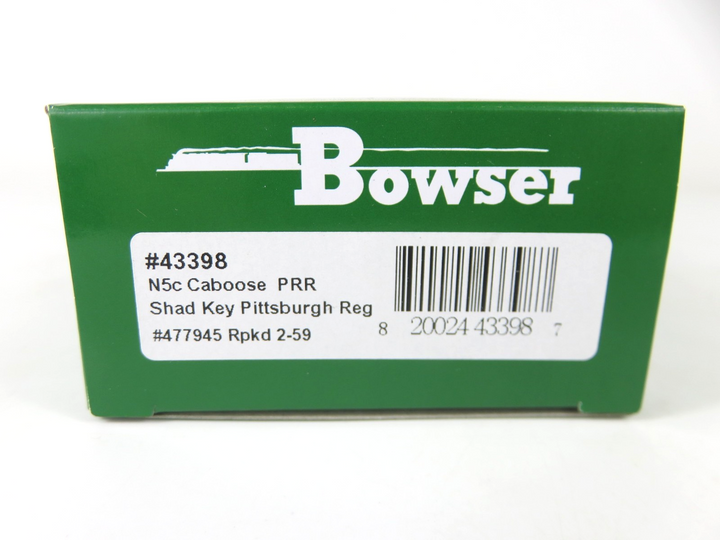 Bowser
#43398
N5c Caboose PRR
Shad Key Pittsburgh Reg
#477945 Rpkd 2-59
8 20024 43398 7